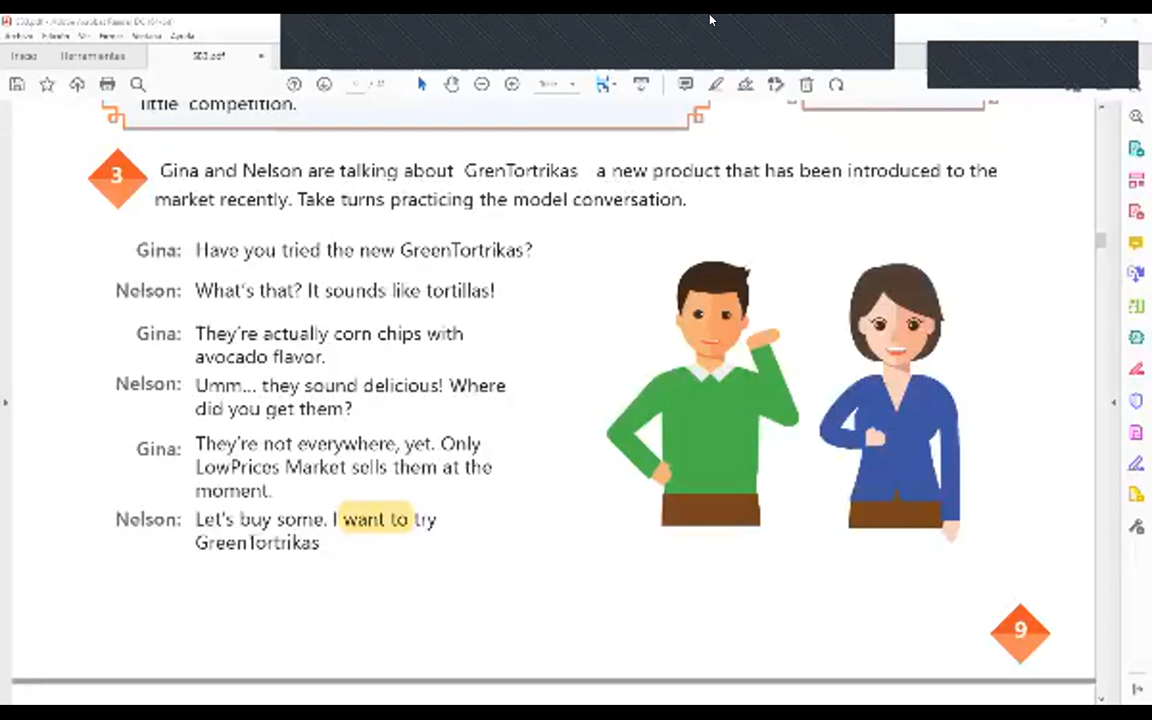 Inicio Herramientas
little competition.
3 Gina and Nelson are talking about GrenTortrikas a new product that has been introduced to the
market recently. Take turns practicing the model conversation.
Gina: Have you tried the new GreenTortrikas?
Nelson: What's that? It sounds like tortillas!
Gina: They're actually corn chips with
avocado flavor.
Nelson: Umm... they sound delicious! Where
did you get them?
Gina: They're not everywhere, yet. Only
LowPrices Market sells them at the
moment.
Nelson: Let's buy some. I want to try
GreenTortrikas
9